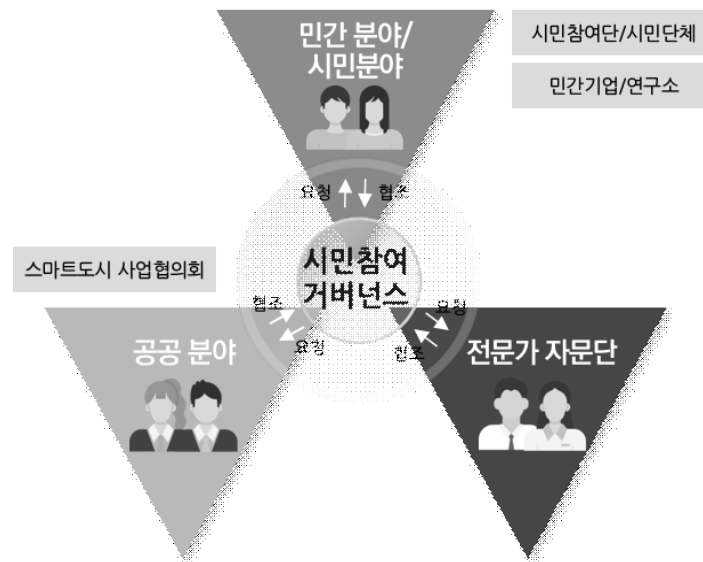 민간 분야/
시민분야
시민참여단/시민단체
민간기업/연구소
요청
협조
스마트도시 사업협의회
시민참여
거버넌스
협조
요청
요청
협조
공공 분야
전문가 자문단